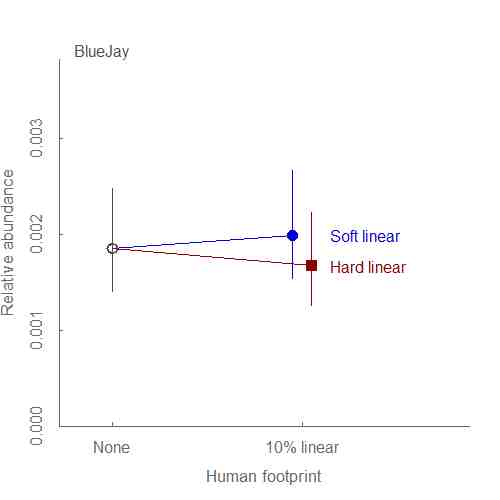 BlueJay
Relative abundance
0.003
0.002
0.001
0.000
Soft linear
Hard linear
None
10% linear
Human footprint